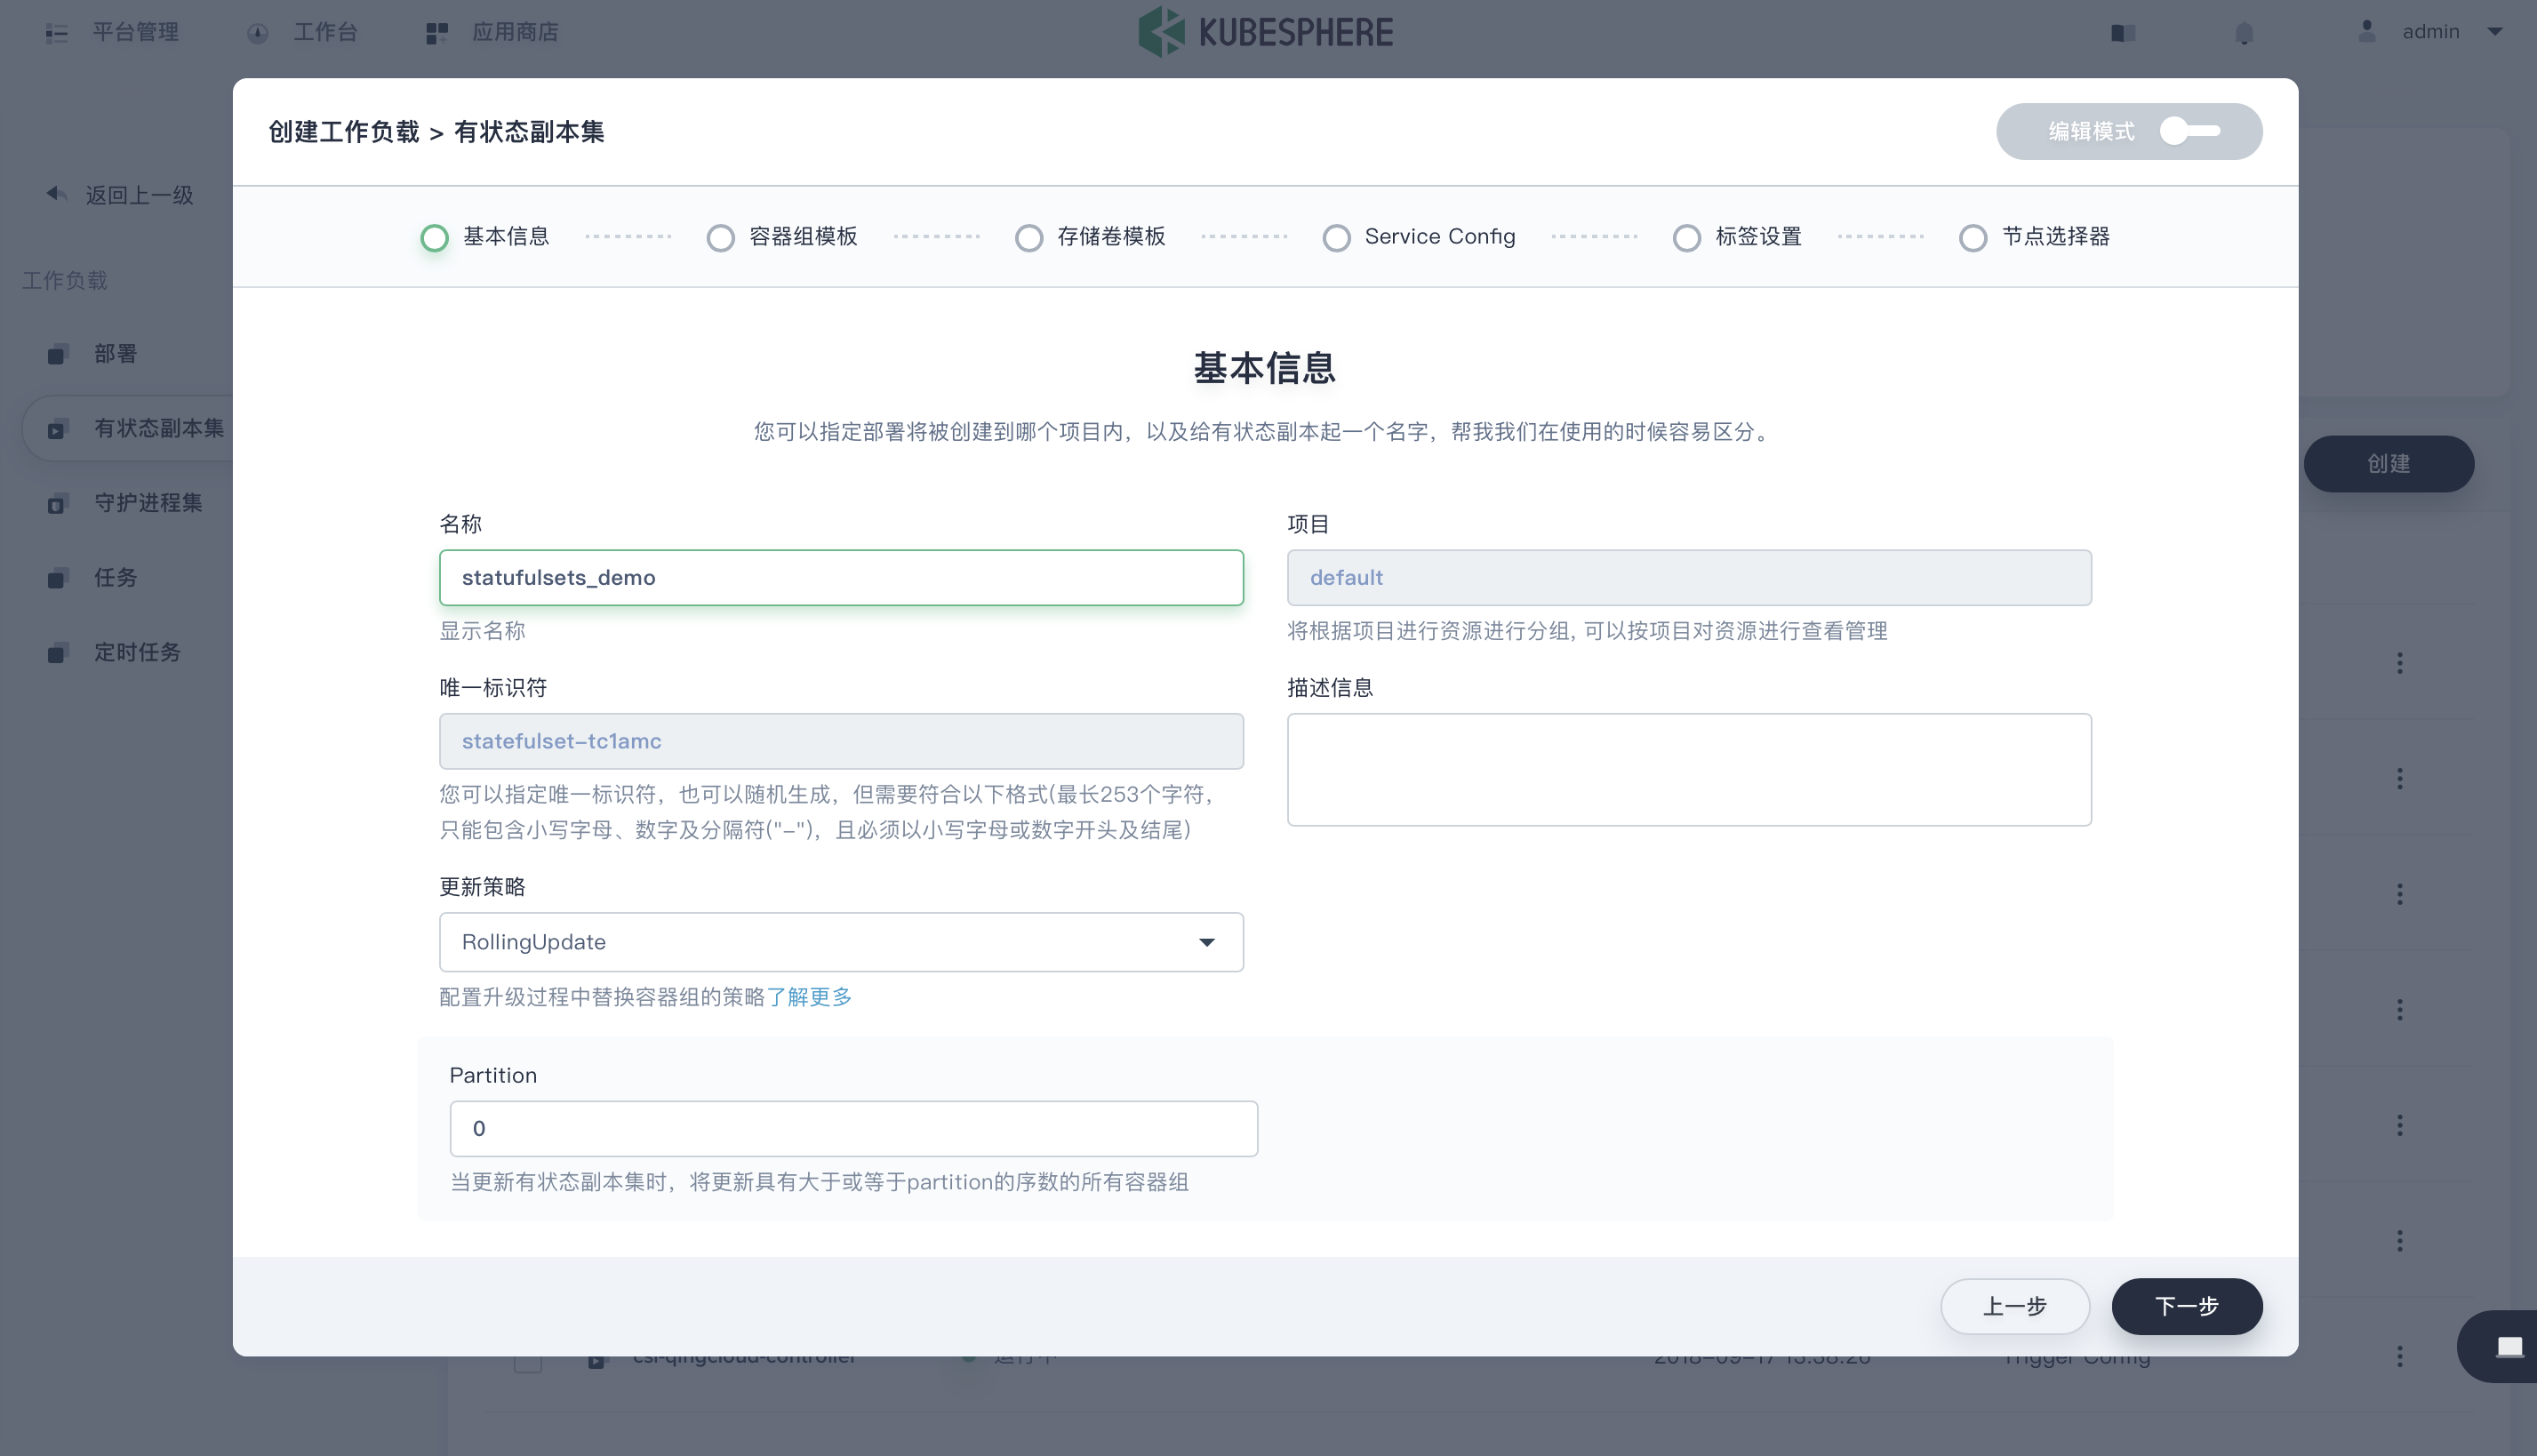 平台管理
工作台
应用商店
KUBESPHERE
admin
创建工作负载 > 有状态副本集
编辑模式
返回上一级
基本信息
容器组模板
存储卷模板
Service Config
标签设置
节点选择器
工作负载
部署
有状态副本集
守护进程集
任务
定时任务
基本信息
您可以指定部署将被创建到哪个项目内，以及给有状态副本起一个名字，帮我我们在使用的时候容易区分。
创建
名称
statufulsets_demo
显示名称
项目
default
将根据项目进行资源进行分组, 可以按项目对资源进行查看管理
唯一标识符
statefulset-tc1amc
您可以指定唯一标识符，也可以随机生成，但需要符合以下格式(最长253个字符，
只能包含小写字母、数字及分隔符("-")，且必须以小写字母或数字开头及结尾)
描述信息
更新策略
RollingUpdate
配置升级过程中替换容器组的策略了解更多
Partition
0
当更新有状态副本集时，将更新具有大于或等于partition的序数的所有容器组
上一步
下一步
csi-qingcloud-controller
运行中
2018-09-17 13:58:26
Trigger Config